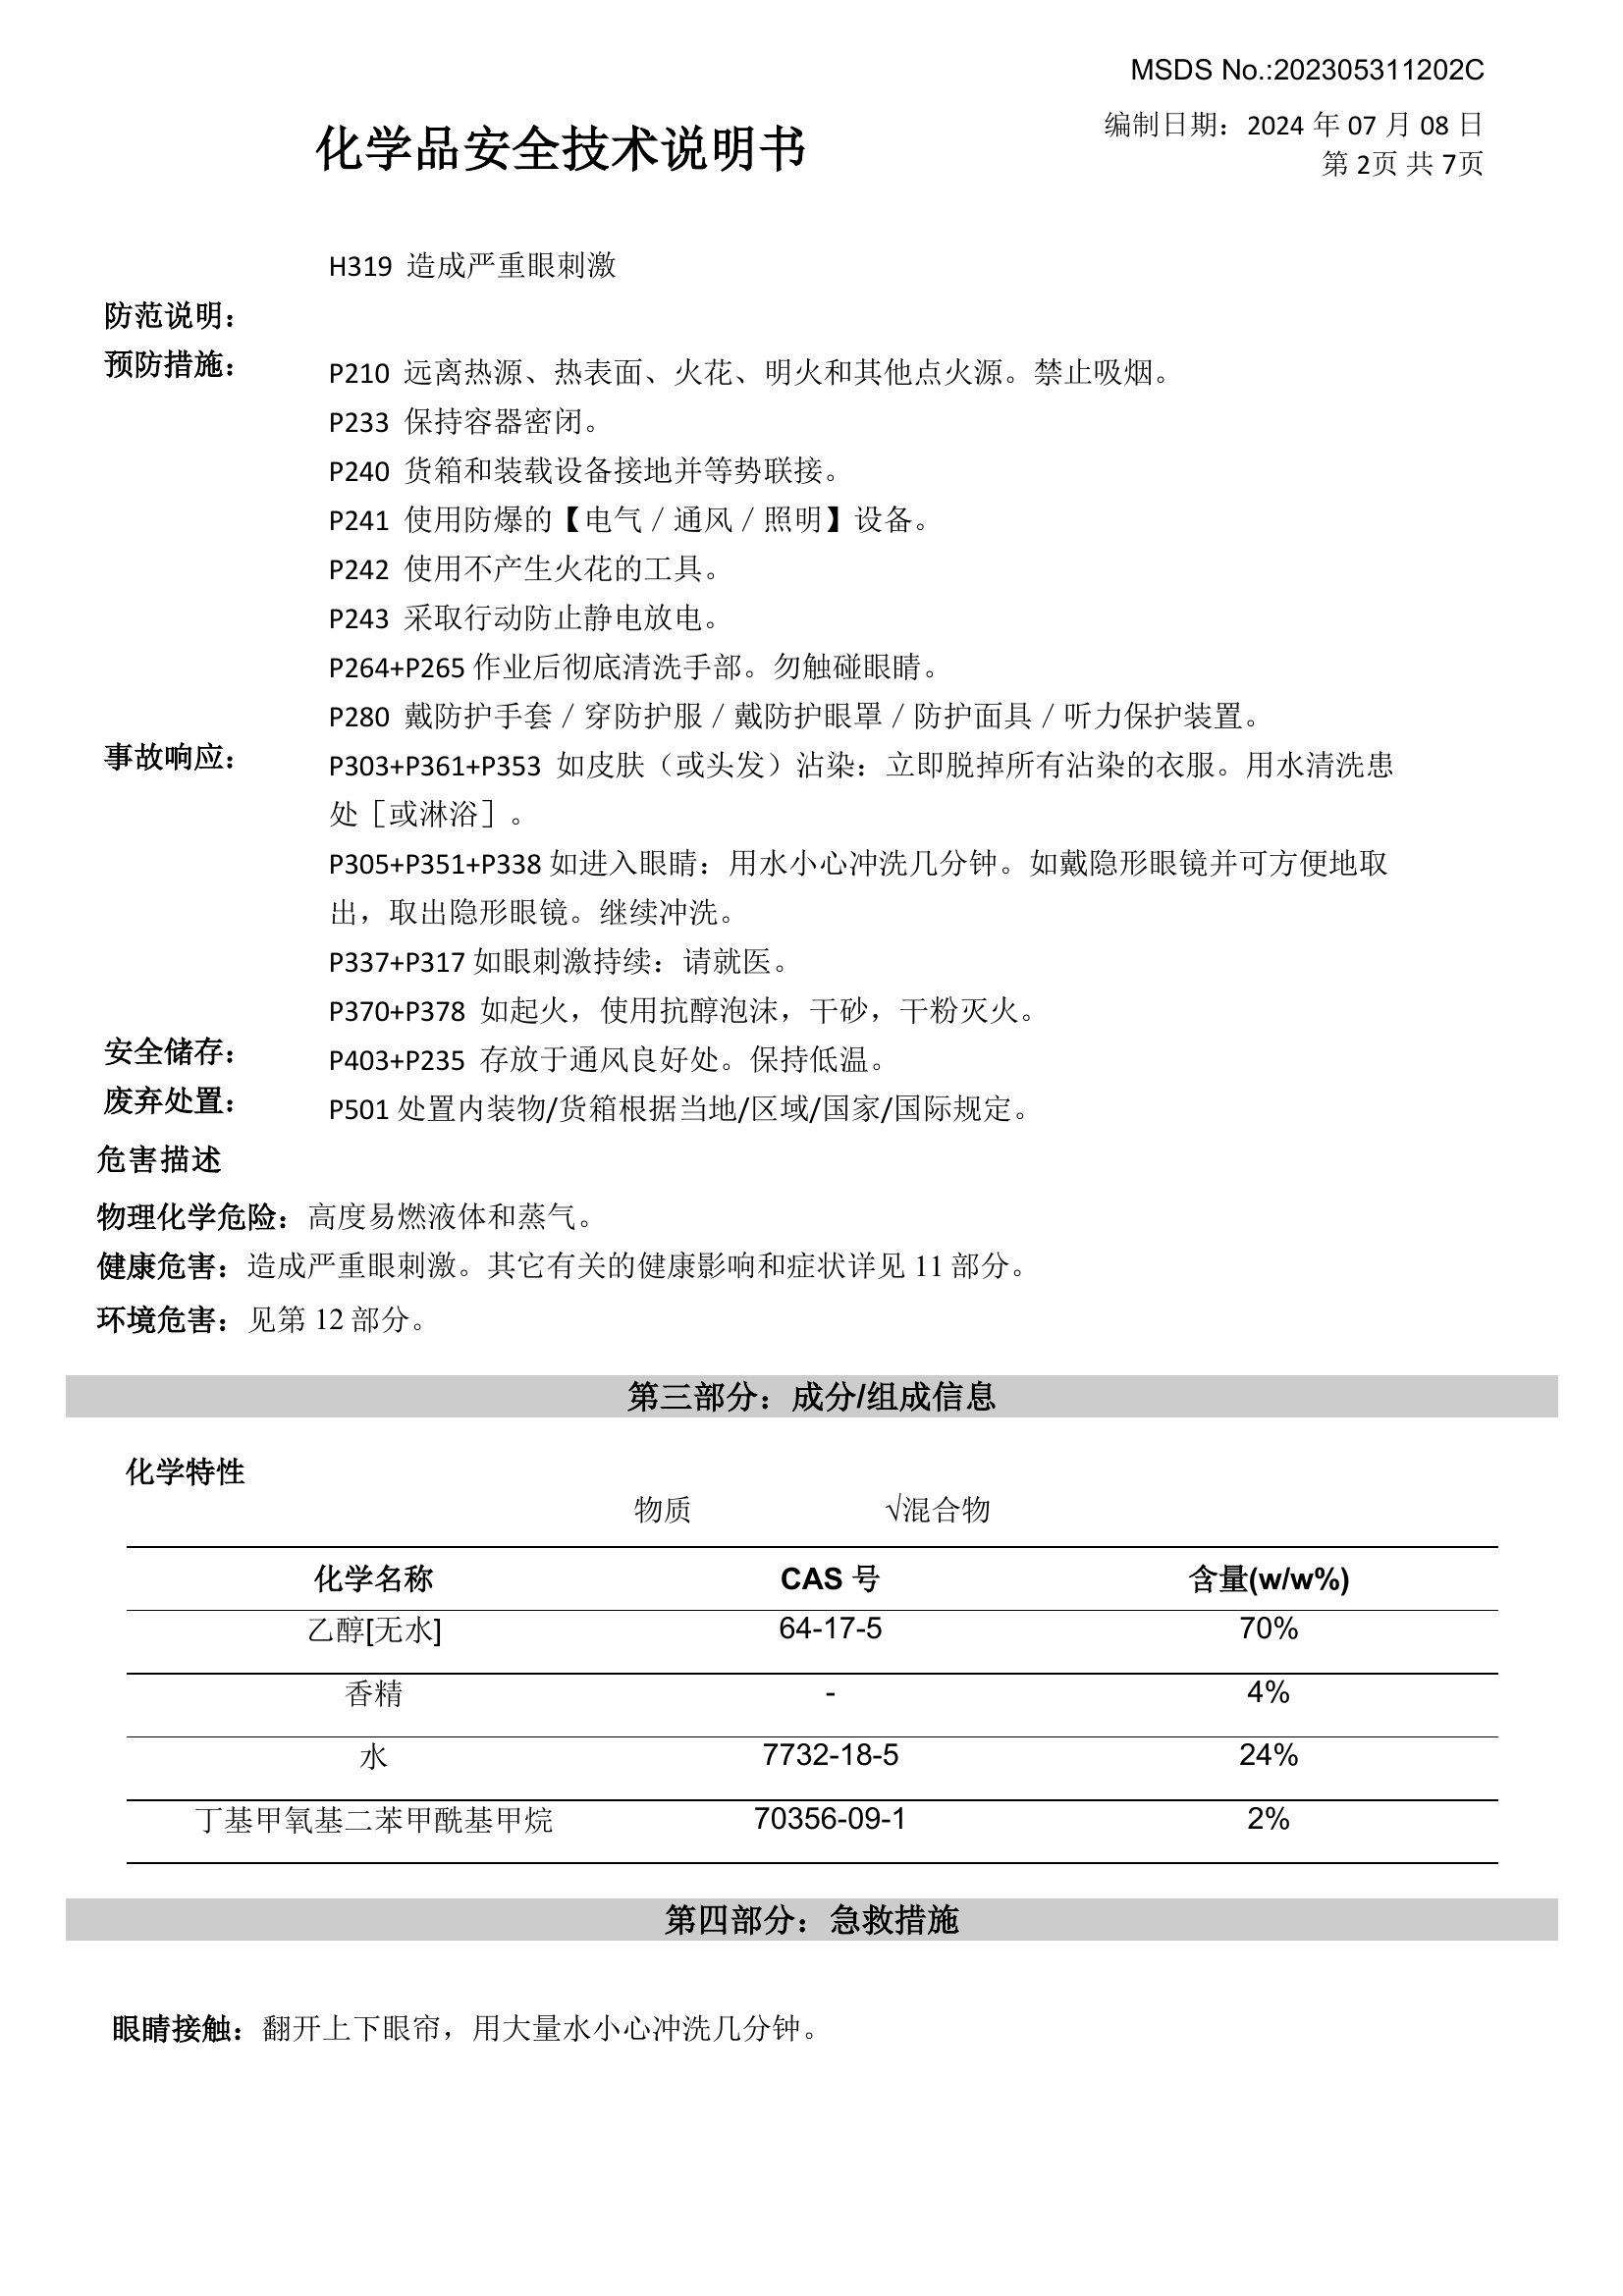 MSDS No.:202305311202C
化学品安全技术说明书
编制日期：2024 年 07 月 08 日
第 2页 共 7页
H319 造成严重眼刺激
防范说明：
预防措施：
P210 远离热源、热表面、火花、明火和其他点火源。禁止吸烟。
P233 保持容器密闭。
P240 货箱和装载设备接地并等势联接。
P241 使用防爆的【电气／通风／照明】设备。
P242 使用不产生火花的工具。
P243 采取行动防止静电放电。
P264+P265 作业后彻底清洗手部。勿触碰眼睛。
P280 戴防护手套／穿防护服／戴防护眼罩／防护面具／听力保护装置。
事故响应：
P303+P361+P353 如皮肤（或头发）沾染：立即脱掉所有沾染的衣服。用水清洗患
处［或淋浴］。
P305+P351+P338 如进入眼睛：用水小心冲洗几分钟。如戴隐形眼镜并可方便地取
出，取出隐形眼镜。继续冲洗。
P337+P317 如眼刺激持续：请就医。
P370+P378 如起火，使用抗醇泡沫，干砂，干粉灭火。
安全储存：
P403+P235 存放于通风良好处。保持低温。
废弃处置：
P501 处置内装物/货箱根据当地/区域/国家/国际规定。
危害描述
物理化学危险：高度易燃液体和蒸气。
健康危害：造成严重眼刺激。其它有关的健康影响和症状详见 11 部分。
环境危害：见第 12 部分。
第三部分：成分/组成信息
化学特性
物质 √混合物
化学名称 CAS 号 含量(w/w%)
乙醇[无水] 64-17-5 70%
香精 - 4%
水 7732-18-5 24%
丁基甲氧基二苯甲酰基甲烷 70356-09-1 2%
第四部分：急救措施
眼睛接触：翻开上下眼帘，用大量水小心冲洗几分钟。